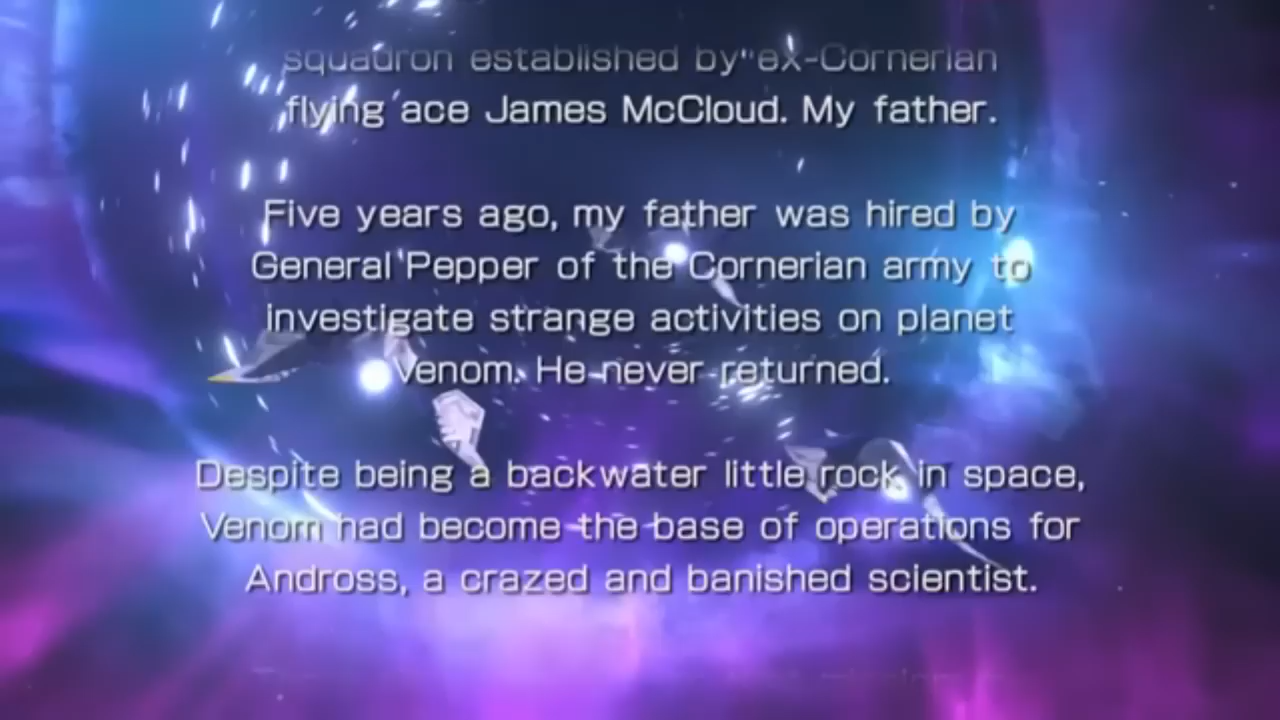 squadron established by ex-Cornerian
flying ace James McCloud. My father.
Five years ago, my father was hired by
General Pepper of the Cornerian army to
investigate strange activities on planet
Venom. He never returned.
Despite being a backwater little rock in space,
Venom had become the base of operations for
Andross, a crazed and banished scientist.